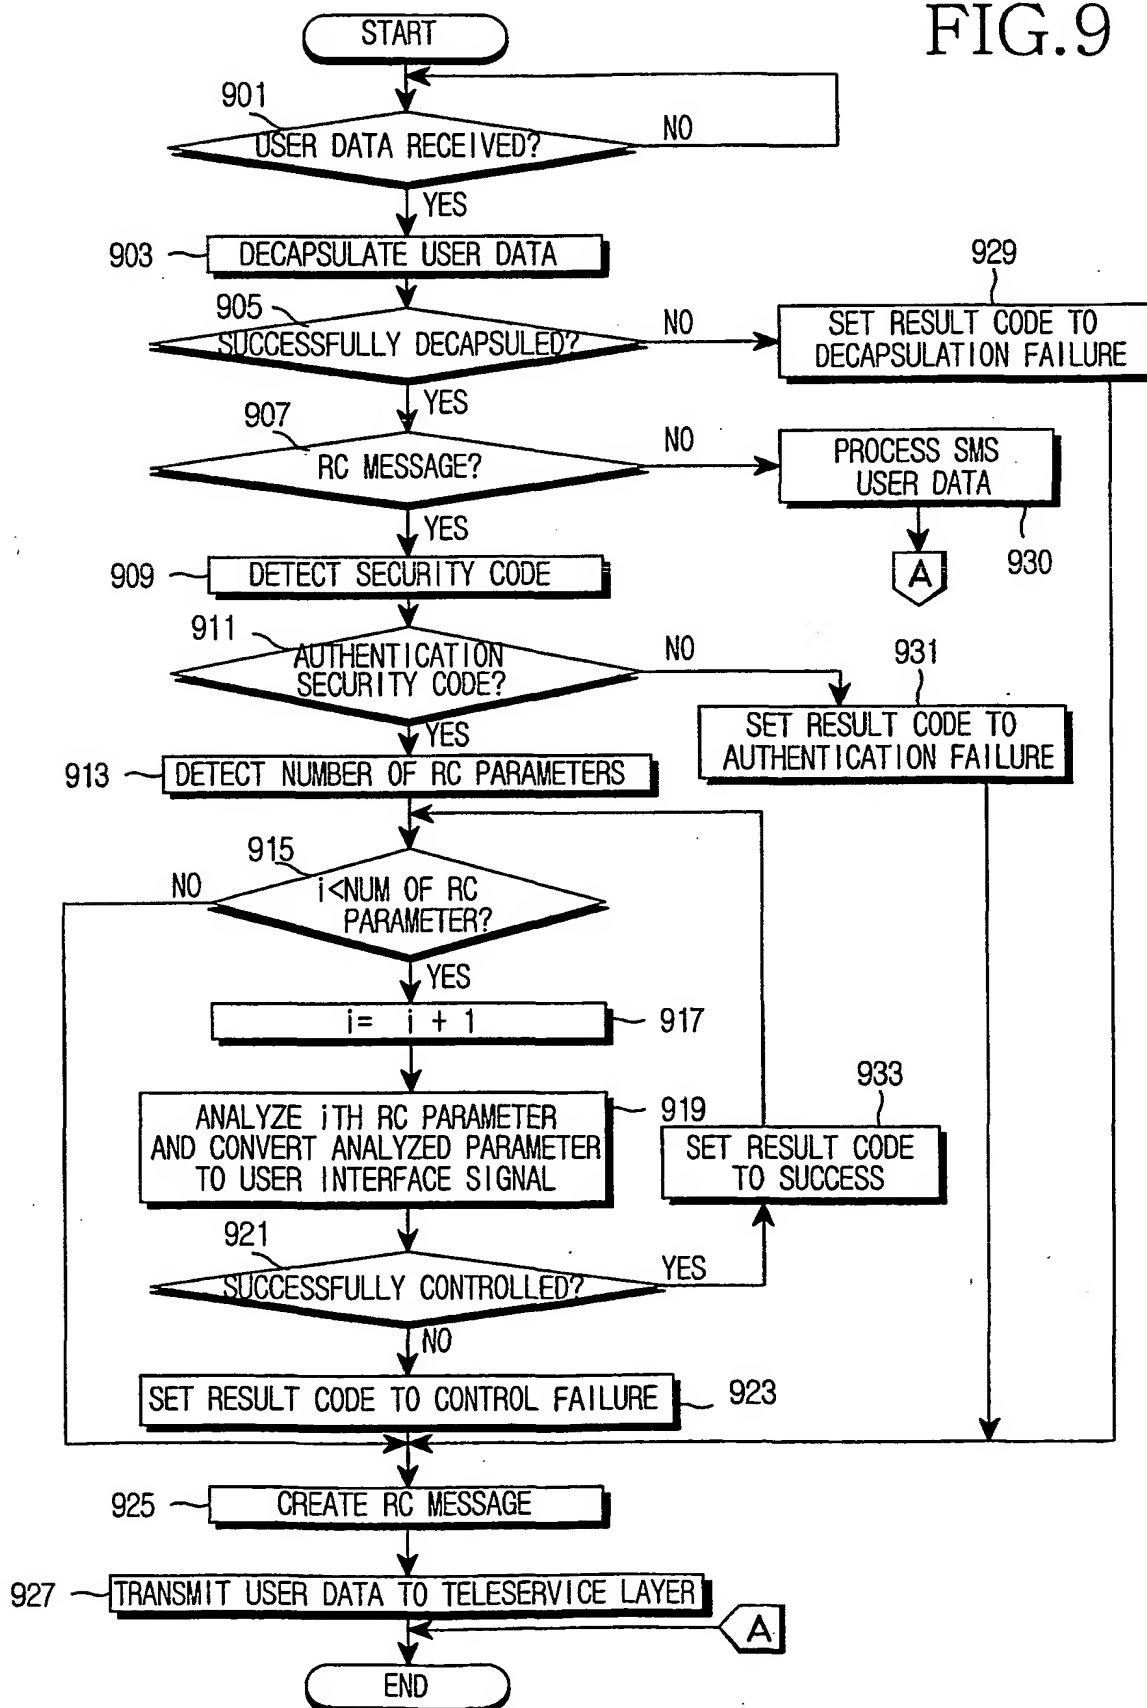 FIG.9
START
901
USER DATA RECEIVED?
NO
YES
903
DECAPSULATE USER DATA
905
SUCCESSFULLY DECAPSULED?
NO
929
SET RESULT CODE TO
DECAPSULATION FAILURE
YES
907
RC MESSAGE?
NO
PROCESS SMS
USER DATA
930
A
YES
909
DETECT SECURITY CODE
911
AUTHENTICATION
SECURITY CODE?
NO
931
SET RESULT CODE TO
AUTHENTICATION FAILURE
YES
913
DETECT NUMBER OF RC PARAMETERS
915
i<NUM OF RC
PARAMETER?
NO
YES
i= i + 1
917
ANALYZE iTH RC PARAMETER
AND CONVERT ANALYZED PARAMETER
TO USER INTERFACE SIGNAL
919
933
SET RESULT CODE
TO SUCCESS
921
SUCCESSFULLY CONTROLLED?
YES
NO
SET RESULT CODE TO CONTROL FAILURE
923
925
CREATE RC MESSAGE
927
TRANSMIT USER DATA TO TELESERVICE LAYER
A
END